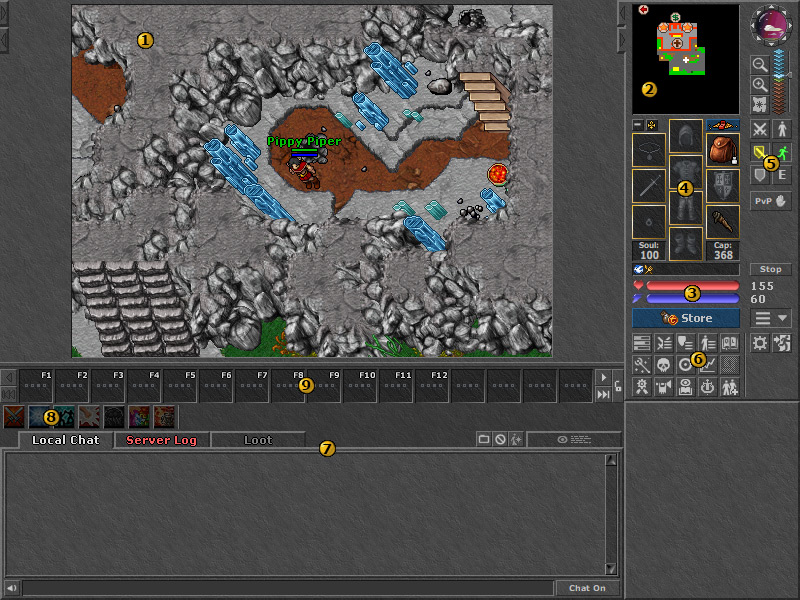 1
2
Pippy Piper
5
E
4
PvP
Soul:
100
Cap:
368
Stop
3
155
60
Store
6
F1 F2 F3 F4 F5 F6 F7 F8 F9 F10 F11 F12
9
8
Local Chat Server Log Loot
7
Chat On